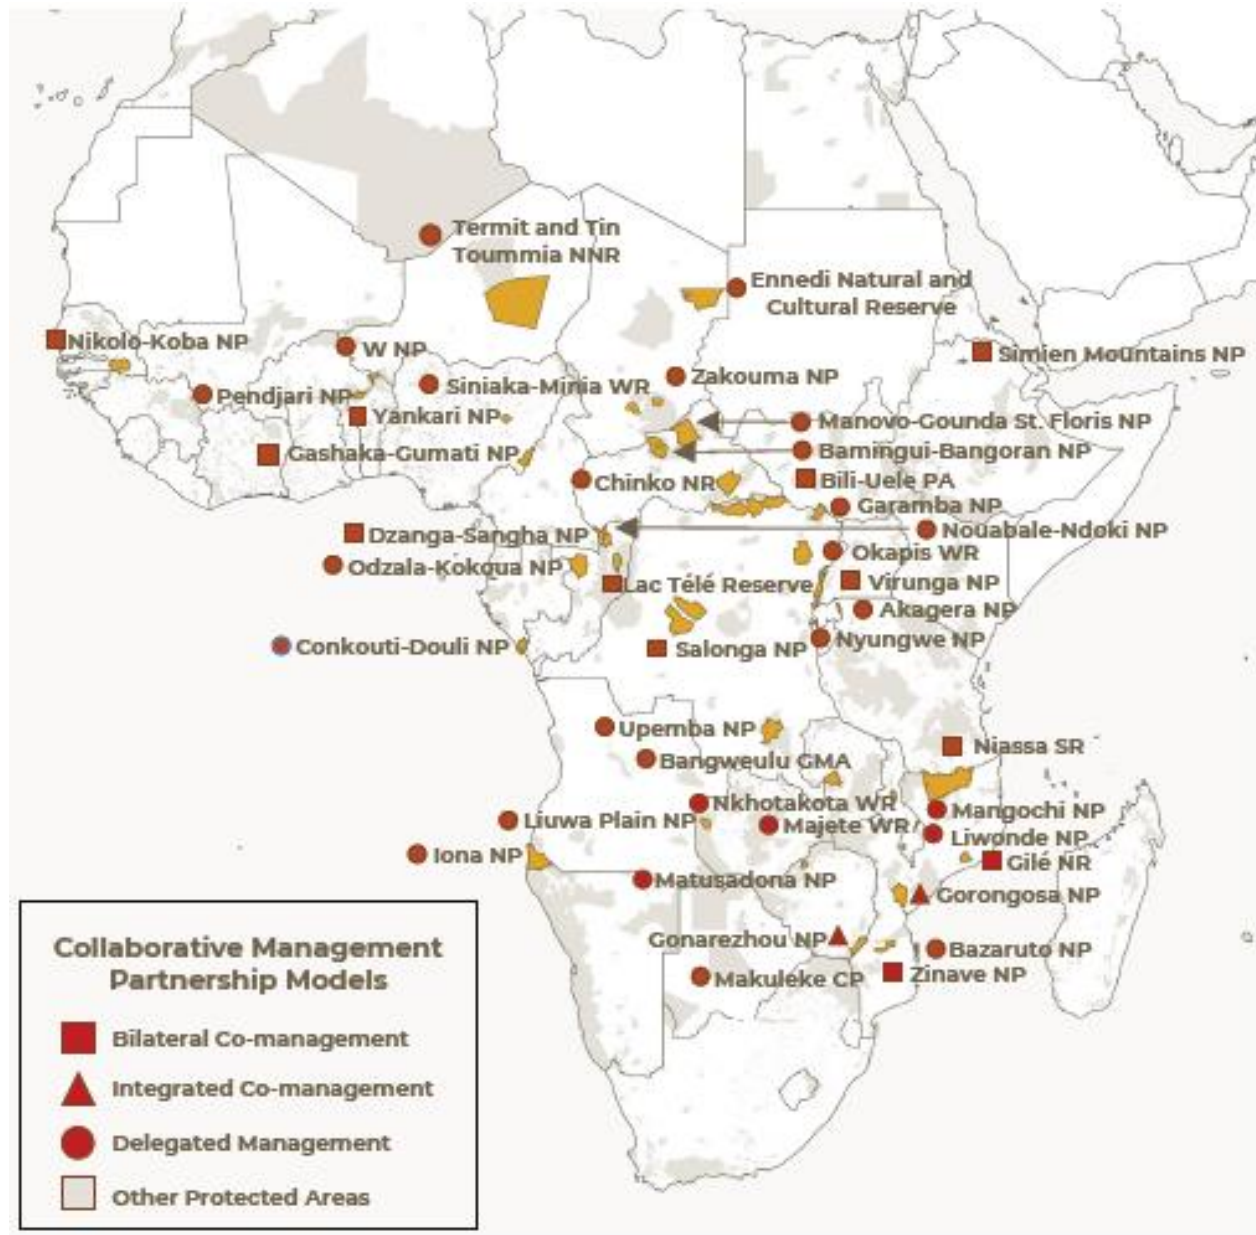 Termit and Tin
Toummia NNR
Ennedi Natural and
Cultural Reserve
Nikolo-Koba NP
W NP
Simien Mountains NP
Pendjari NP
Siniaka-Minia WR
Zakouma NP
Yankari NP
Manovo-Gounda St. Floris NP
Gashaka-Gumati NP
Bamingui-Bangoran NP
Chinko NR
Bili-Uele PA
Garamba NP
Dzanga-Sangha NP
Nouabale-Ndoki NP
Odzala-Kokoua NP
Okapis WR
Lac Télé Reserve
Virunga NP
Akagera NP
Conkouti-Douli NP
Salonga NP
Nyungwe NP
Upemba NP
Niassa SR
Bangweulu GMA
Nkhotakota WR
Mangochi NP
Liuwa Plain NP
Majete WR
Liwonde NP
Iona NP
Gilé NR
Matusadona NP
Gorongosa NP
Gonarezhou NP
Bazaruto NP
Makuleke CP
Zinave NP
Collaborative Management
Partnership Models
Bilateral Co-management
Integrated Co-management
Delegated Management
Other Protected Areas